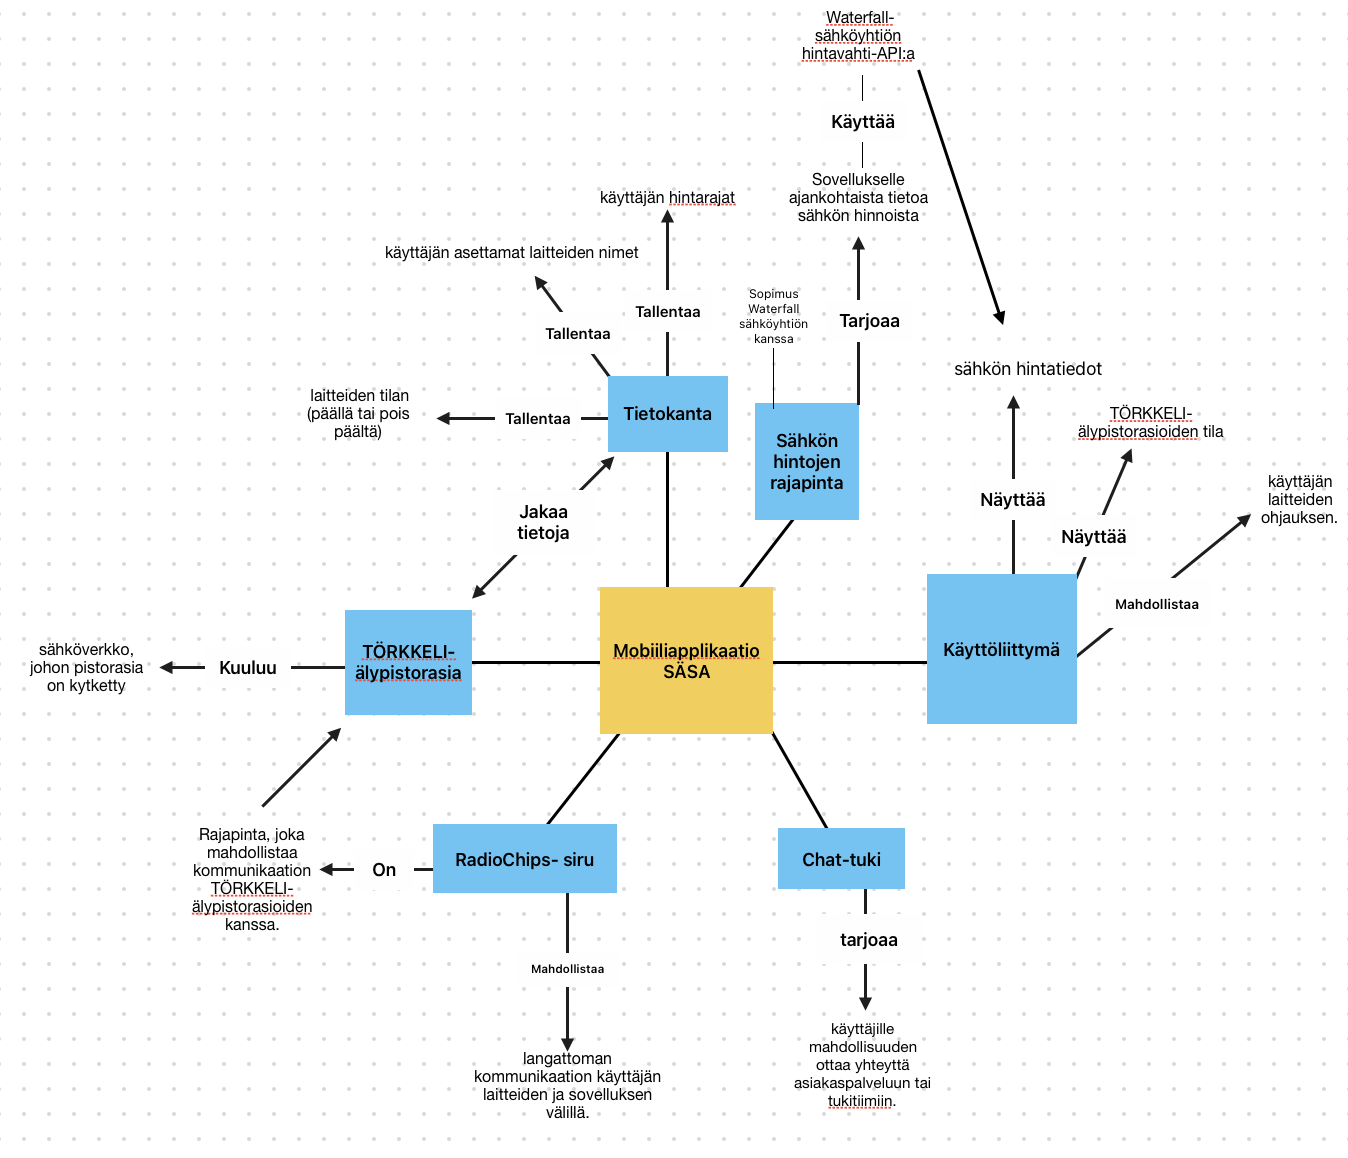 Waterfall-
sähköyhtiön
hintavahti-API:a
Käyttää
Sovellukselle
ajankohtaista tietoa
sähkön hinnoista
käyttäjän hintarajat
käyttäjän asettamat laitteiden nimet
Tallentaa
Tallentaa
Sopimus
Waterfall
sähköyhtiön
kanssa
Tarjoaa
sähkön hintatiedot
laitteiden tilan
(päällä tai pois
päältä)
Tallentaa
Tietokanta
Sähkön
hintojen
rajapinta
TÖRKKELI-
älypistorasioiden tila
Näyttää
Näyttää
käyttäjän
laitteiden
ohjauksen.
Jakaa
tietoja
Mahdollistaa
sähköverkko,
johon pistorasia
on kytketty
Kuuluu
TÖRKKELI-
älypistorasia
Mobiiliapplikaatio
SÄSA
Käyttöliittymä
Rajapinta, joka
mahdollistaa
kommunikaation
TÖRKKELI-
älypistorasioiden
kanssa.
On
RadioChips- siru
Chat-tuki
Mahdollistaa
tarjoaa
langattoman
kommunikaation käyttäjän
laitteiden ja sovelluksen
välillä.
käyttäjille
mahdollisuuden
ottaa yhteyttä
asiakaspalveluun tai
tukitiimiin.